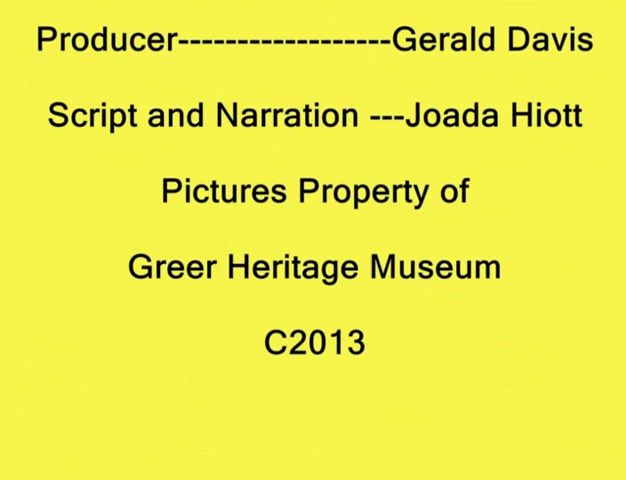 Producer------------------Gerald Davis
Script and Narration ---Joada Hiott
Pictures Property of
Greer Heritage Museum
C2013